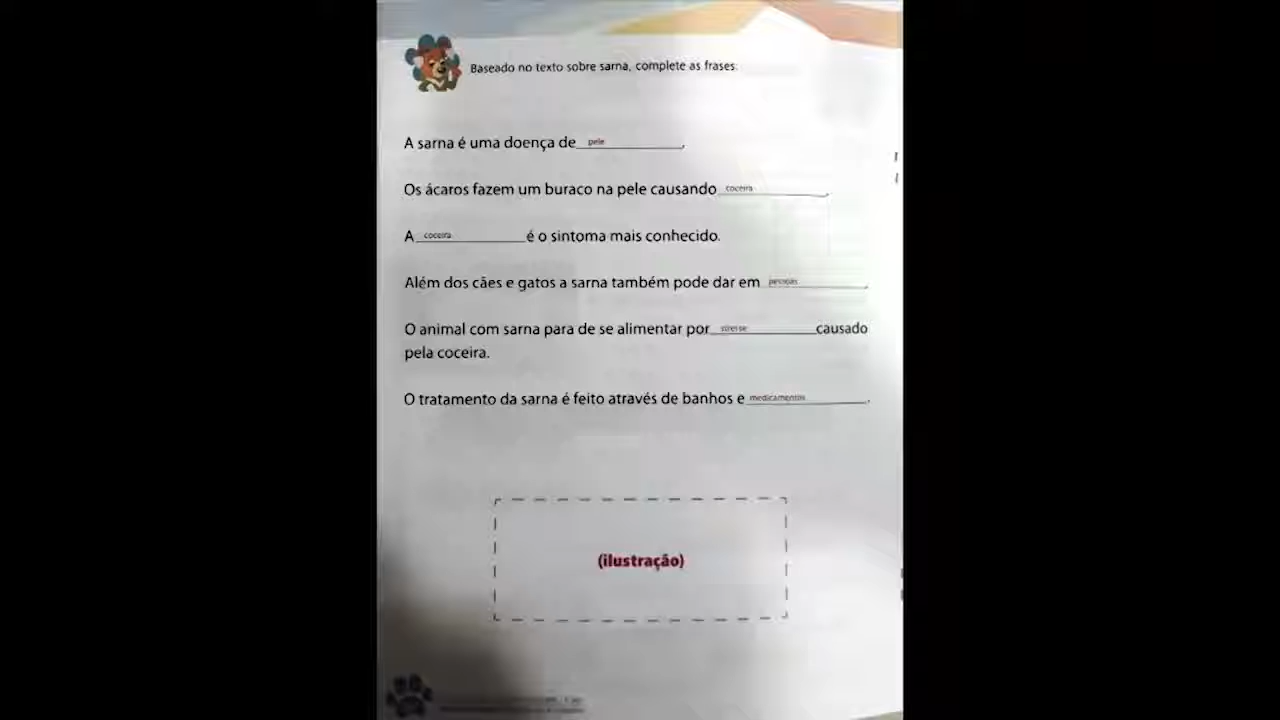 Baseado no texto sobre sarna, complete as frases:
A sarna é uma doença de pele.
Os ácaros fazem um buraco na pele causando coceira.
A coceira é o sintoma mais conhecido.
Além dos cães e gatos a sarna também pode dar em pessoas.
O animal com sarna para de se alimentar por stresse causado
pela coceira.
O tratamento da sarna é feito através de banhos e medicamentos.
(ilustração)